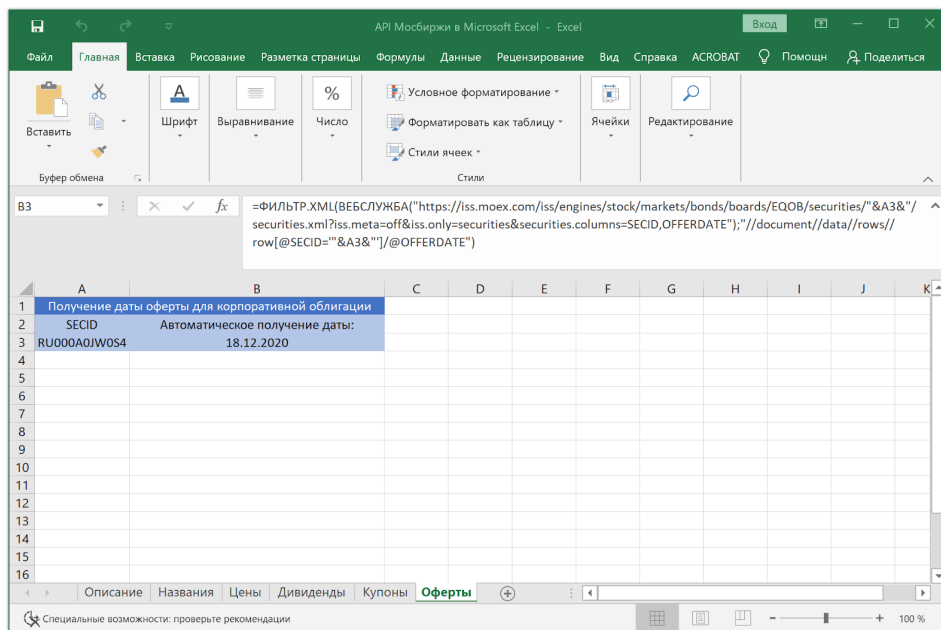 API Мосбиржи в Microsoft Excel - Excel
Вход
Файл Главная Вставка Рисование Разметка страницы Формулы Данные Рецензирование Вид Справка ACROBAT Помощн Поделиться
Вставить
Шрифт
Выравнивание
%
Число
Условное форматирование
Форматировать как таблицу
Стили ячеек
Ячейки
Редактирование
Буфер обмена
Стили
B3
fx
=ФИЛЬТР.XML(ВЕБСЛУЖБА("https://iss.moex.com/iss/engines/stock/markets/bonds/boards/EQOB/securities/"&A3&"/
securities.xml?iss.meta=off&iss.only=securities&securities.columns=SECID,OFFERDATE");"//document//data//rows//
row[@SECID='"&A3&"']/@OFFERDATE")
A B C D E F G H I J K
1 Получение даты оферты для корпоративной облигации
2 SECID Автоматическое получение даты:
3 RU000A0JW0S4 18.12.2020
4
5
6
7
8
9
10
11
12
13
14
15
16
Описание Названия Цены Дивиденды Купоны Оферты
Специальные возможности: проверьте рекомендации
100 %